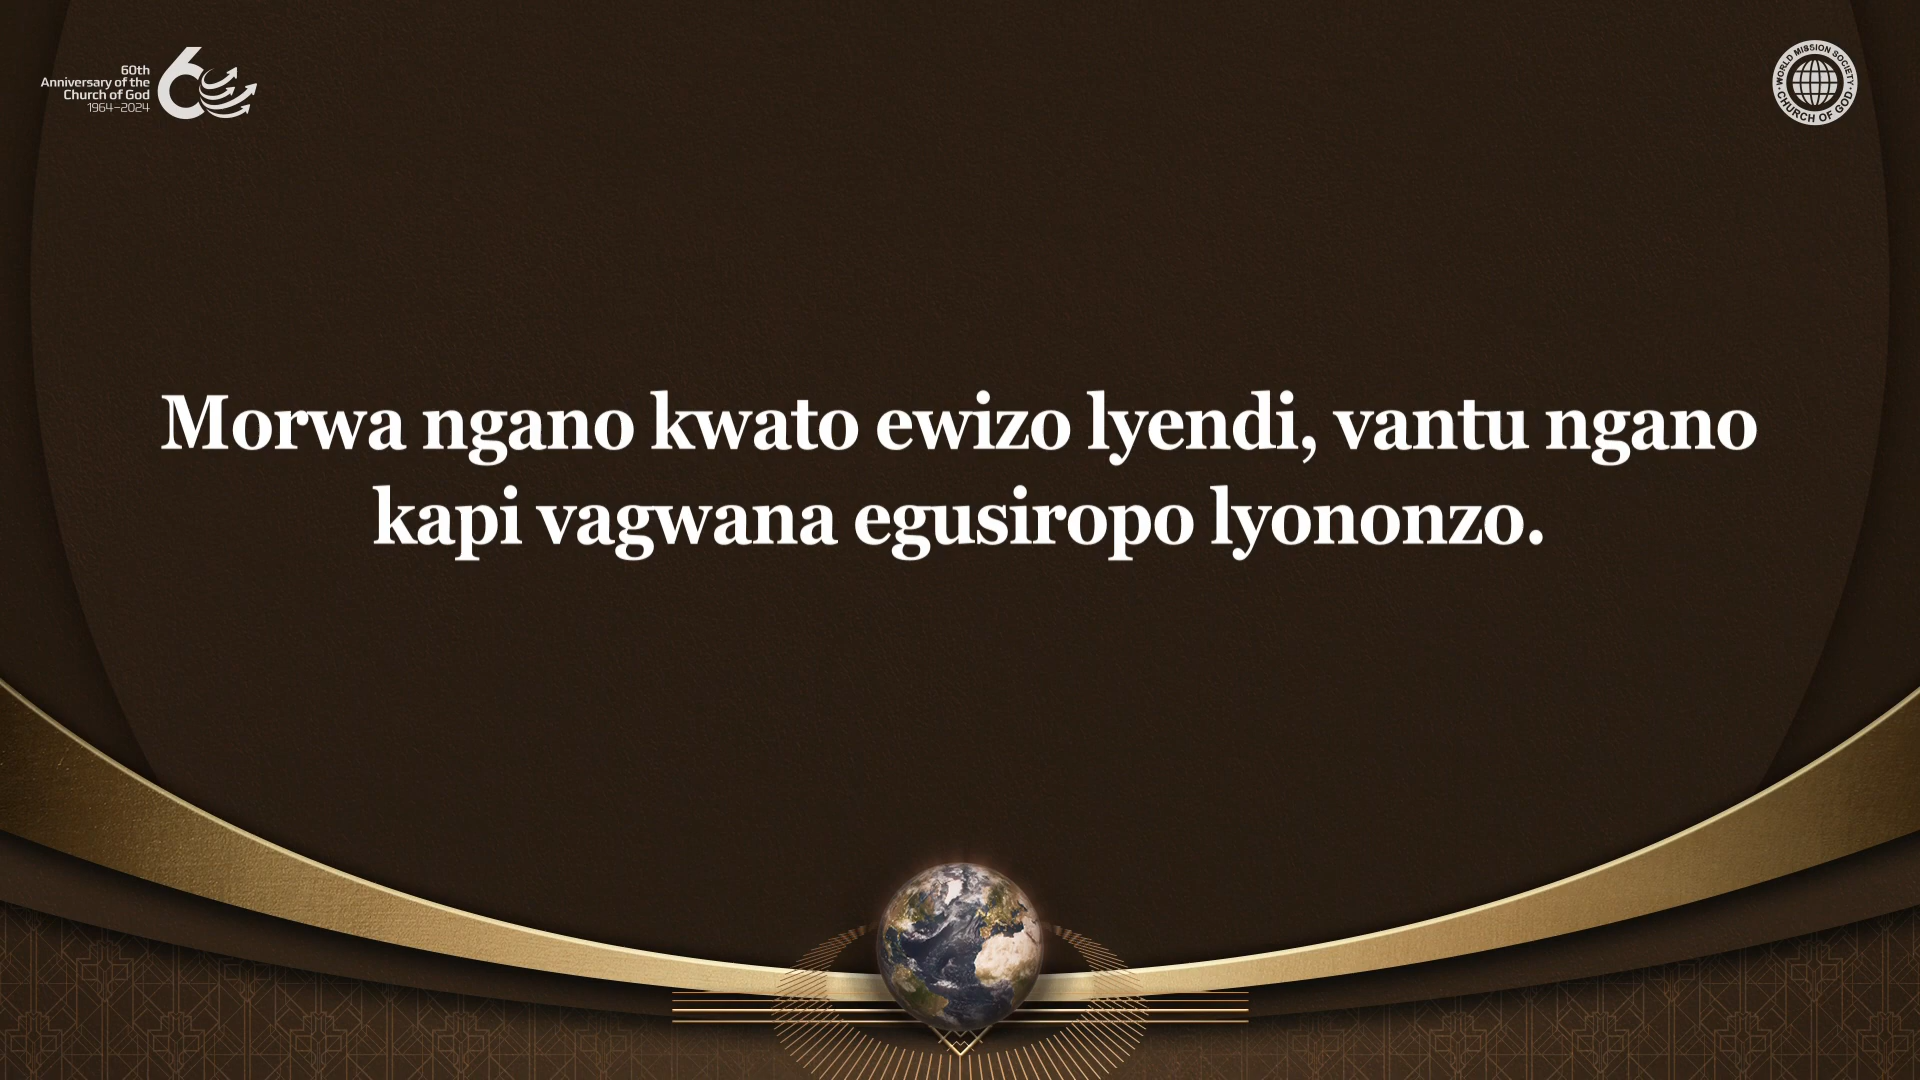 60th
Anniversary of the
Church of God
1964–2024
WORLD MISSION SOCIETY
CHURCH OF GOD
Morwa ngano kwato ewizo lyendi, vantu ngano
kapi vagwana egusiropo lyononzo.